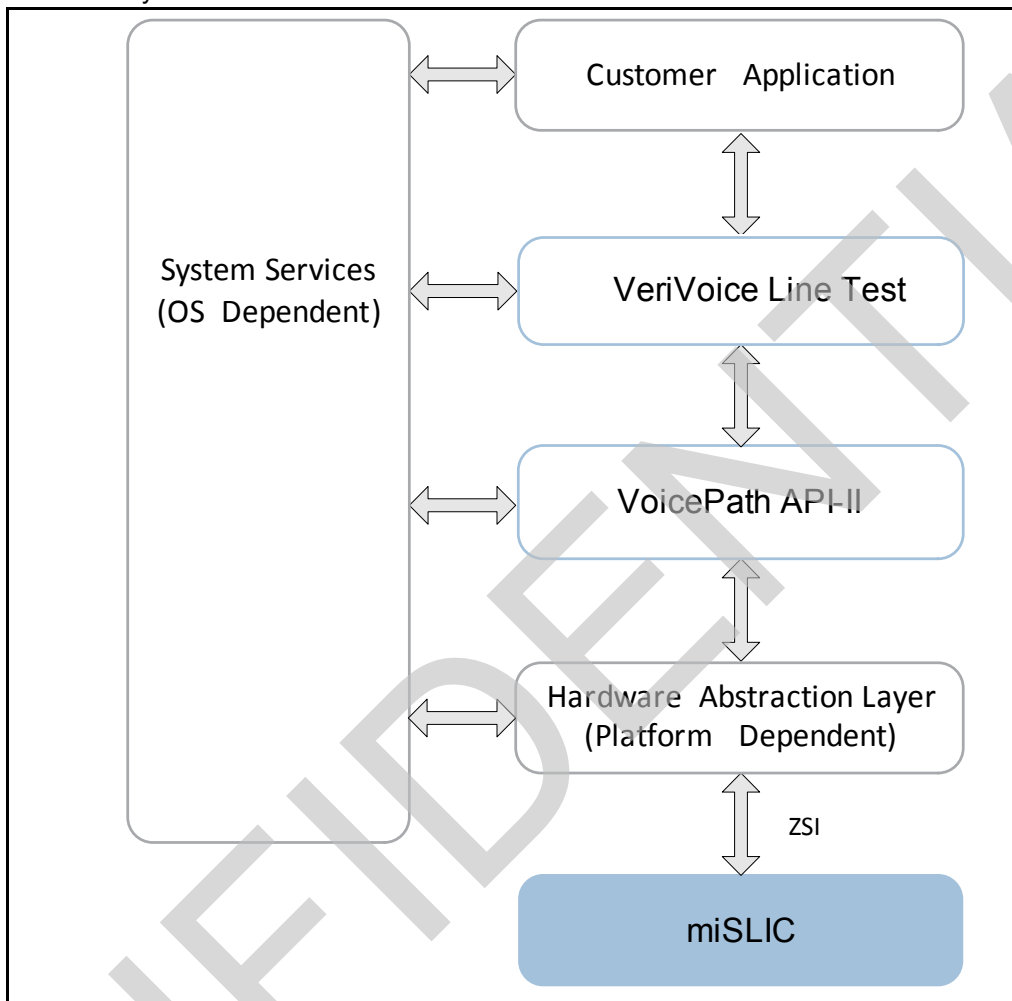 Customer Application
System Services
(OS Dependent)
VeriVoice Line Test
VoicePath API-II
Hardware Abstraction Layer
(Platform Dependent)
ZSI
miSLIC